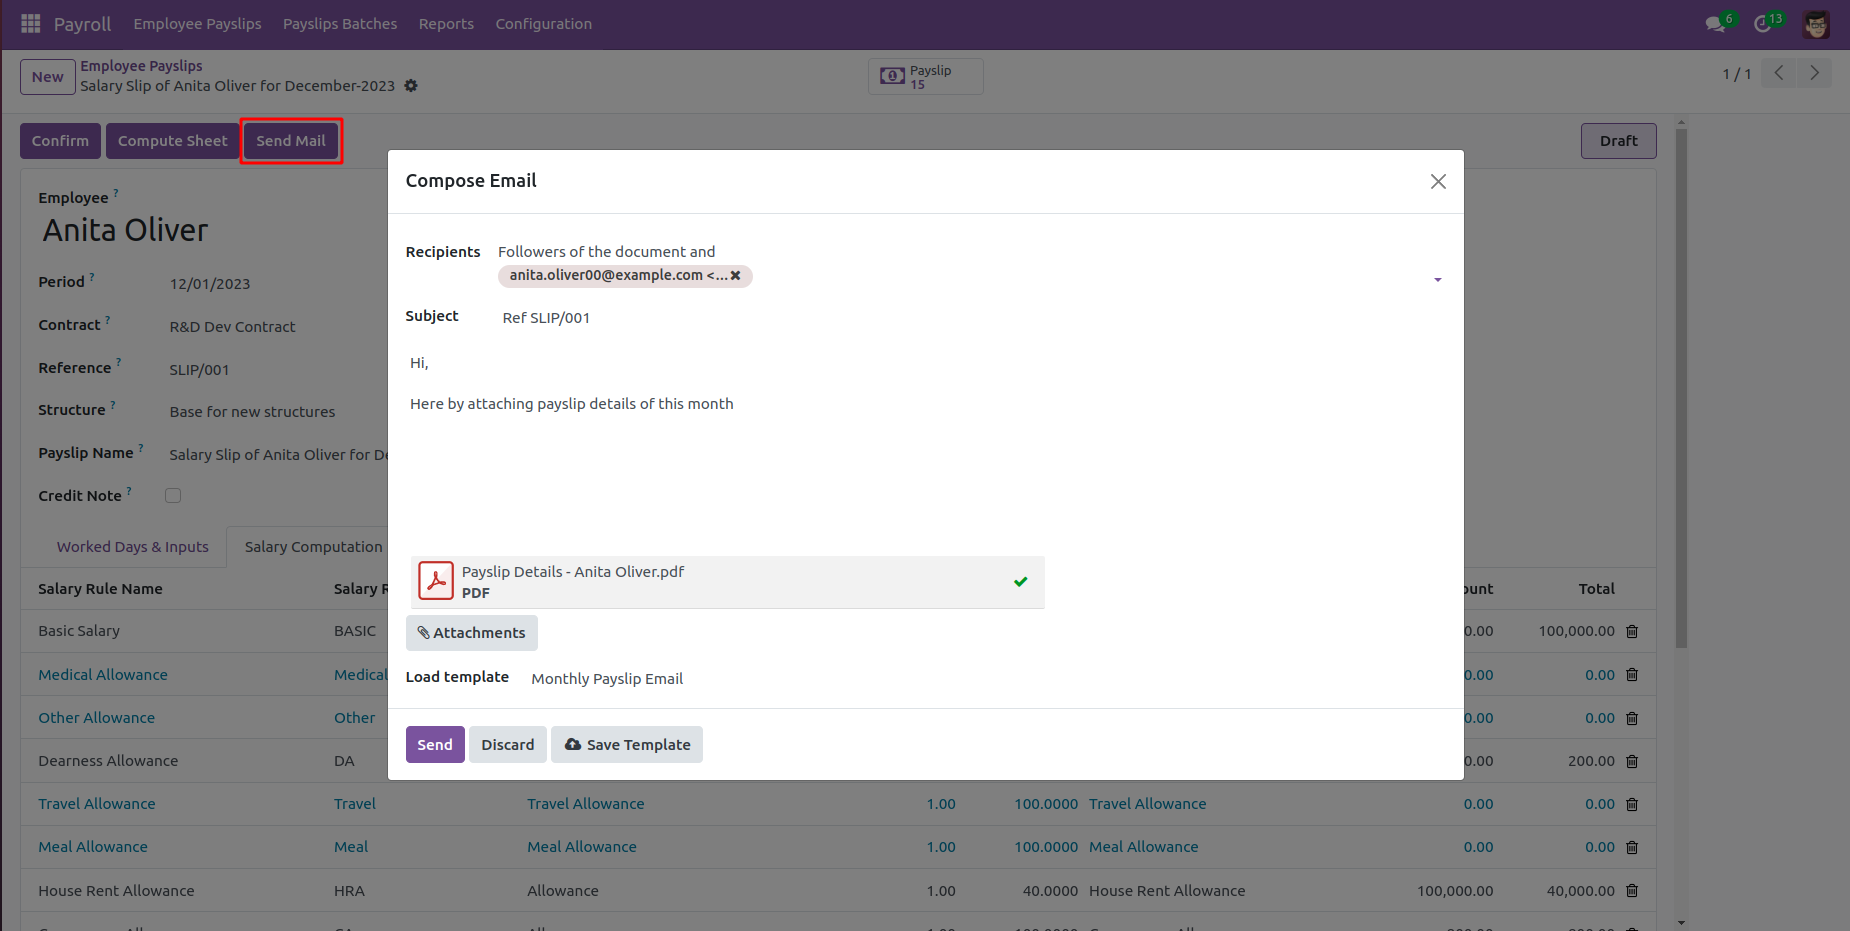 Payroll Employee Payslips Payslips Batches Reports Configuration 6 13
New Employee Payslips
Salary Slip of Anita Oliver for December-2023
Payslip
15
1 / 1
Confirm Compute Sheet Send Mail Draft
Employee ?
Anita Oliver
Period ? 12/01/2023
Contract ? R&D Dev Contract
Reference ? SLIP/001
Structure ? Base for new structures
Payslip Name ? Salary Slip of Anita Oliver for De
Credit Note ?
Worked Days & Inputs Salary Computation
Compose Email
Recipients Followers of the document and
anita.oliver00@example.com <...
Subject Ref SLIP/001
Hi,
Here by attaching payslip details of this month
Payslip Details - Anita Oliver.pdf
PDF
Attachments
Load template Monthly Payslip Email
Send Discard Save Template
Salary Rule Name Salary R ount Total
Basic Salary BASIC 0.00 100,000.00
Medical Allowance Medical 0.00 0.00
Other Allowance Other 0.00 0.00
Dearness Allowance DA 0.00 200.00
Travel Allowance Travel Travel Allowance 1.00 100.0000 Travel Allowance 0.00 0.00
Meal Allowance Meal Meal Allowance 1.00 100.0000 Meal Allowance 0.00 0.00
House Rent Allowance HRA Allowance 1.00 40.0000 House Rent Allowance 100,000.00 40,000.00